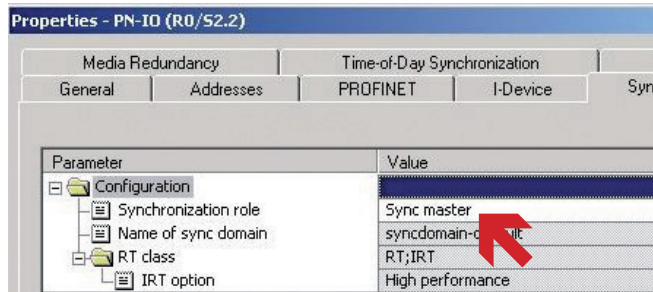 Properties - PN-IO (R0/S2.2)
Media Redundancy Time-of-Day Synchronization
General Addresses PROFINET I-Device
Parameter Value
Configuration
Synchronization role Sync master
Name of sync domain
RT class RT;IRT
IRT option High performance